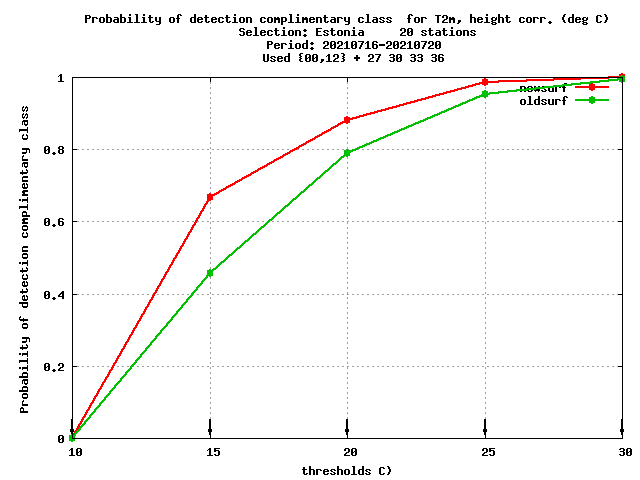 Probability of detection complimentary class  for T2m, height corr. (deg C)
Selection: Estonia     20 stations
Period: 20210716-20210720
Used {00,12} + 27 30 33 36
Probability of detection complimentary class
1
0.8
0.6
0.4
0.2
0
newsurf
oldsurf
10 15 20 25 30
thresholds C)